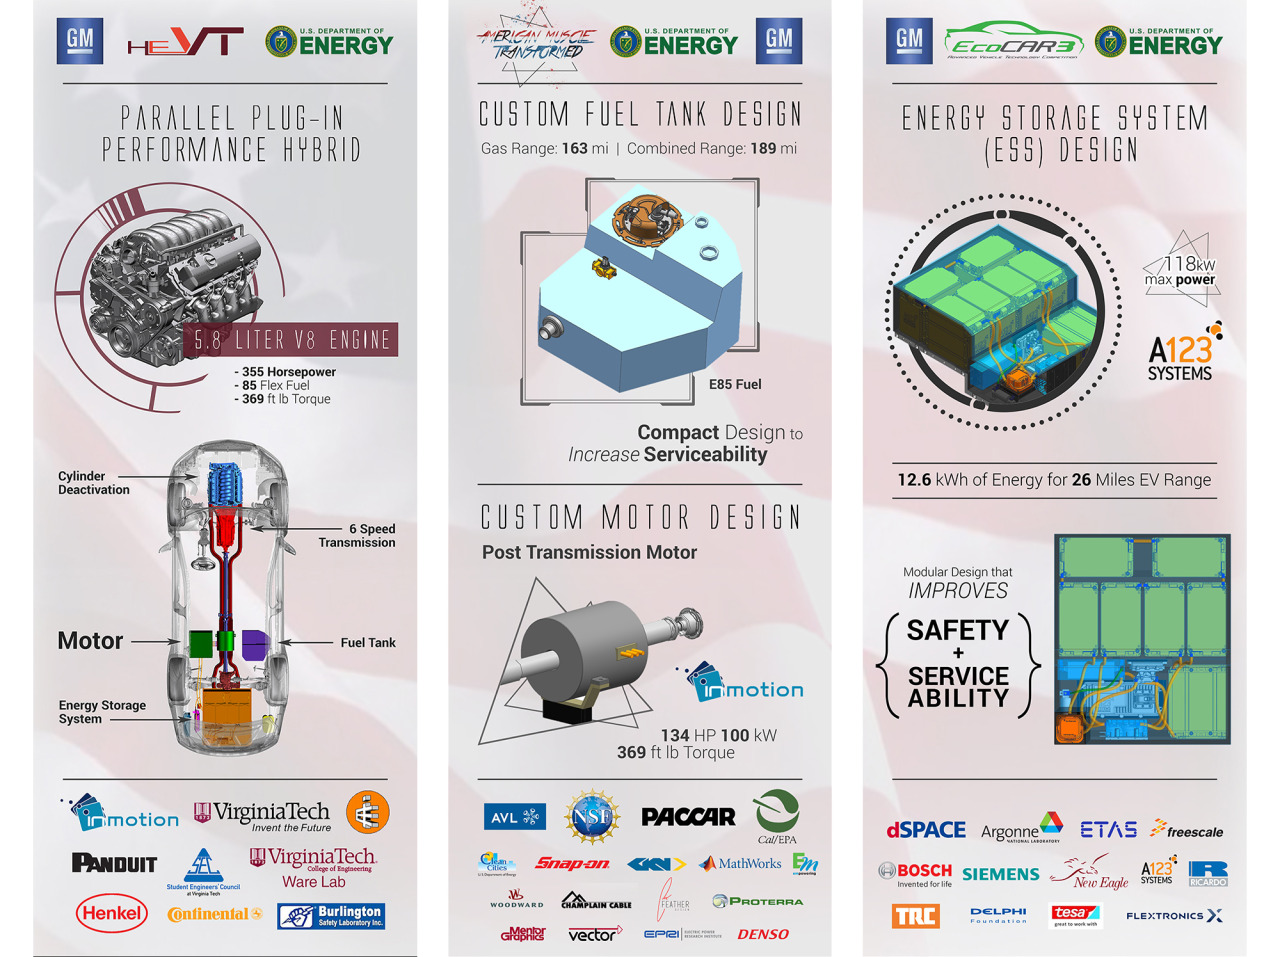 GM
HEVT
U.S. DEPARTMENT OF
ENERGY
PARALLEL PLUG-IN
PERFORMANCE HYBRID
5.8 LITER V8 ENGINE
- 355 Horsepower
- 85 Flex Fuel
- 369 ft lb Torque
Cylinder
Deactivation
6 Speed
Transmission
Motor
Fuel Tank
Energy Storage
System
inmotion
VirginiaTech
Invent the Future
PANDUIT
Student Engineers' Council
at Virginia Tech
VirginiaTech
College of Engineering
Ware Lab
Henkel
Continental
Burlington
Safety Laboratory Inc.
AMERICAN MUSCLE
TRANSFORMED
U.S. DEPARTMENT OF
ENERGY
GM
CUSTOM FUEL TANK DESIGN
Gas Range: 163 mi | Combined Range: 189 mi
E85 Fuel
Compact Design to
Increase Serviceability
CUSTOM MOTOR DESIGN
Post Transmission Motor
inmotion
134 HP 100 kW
369 ft lb Torque
AVL
NSF
PACCAR
Cal/EPA
Clean
Cities
U.S. Department of Energy
Snap-on
GKN
MathWorks
Em
empowering
WOODWARD
CHAMPLAIN CABLE
FEATHER
PROTERRA
Mentor
Graphics
vector
EPRI
ELECTRIC POWER
RESEARCH INSTITUTE
DENSO
GM
EcoCAR3
ADVANCED VEHICLE TECHNOLOGY COMPETITION
U.S. DEPARTMENT OF
ENERGY
ENERGY STORAGE SYSTEM
(ESS) DESIGN
118kW
max power
A123
SYSTEMS
12.6 kWh of Energy for 26 Miles EV Range
Modular Design that
IMPROVES
SAFETY
+
SERVICE
ABILITY
dSPACE
Argonne
NATIONAL LABORATORY
ETAS
freescale
BOSCH
Invented for life
SIEMENS
New Eagle
A123
SYSTEMS
RICARDO
TRC
DELPHI
Foundation
tesa
great to work with
FLEXTRONICS